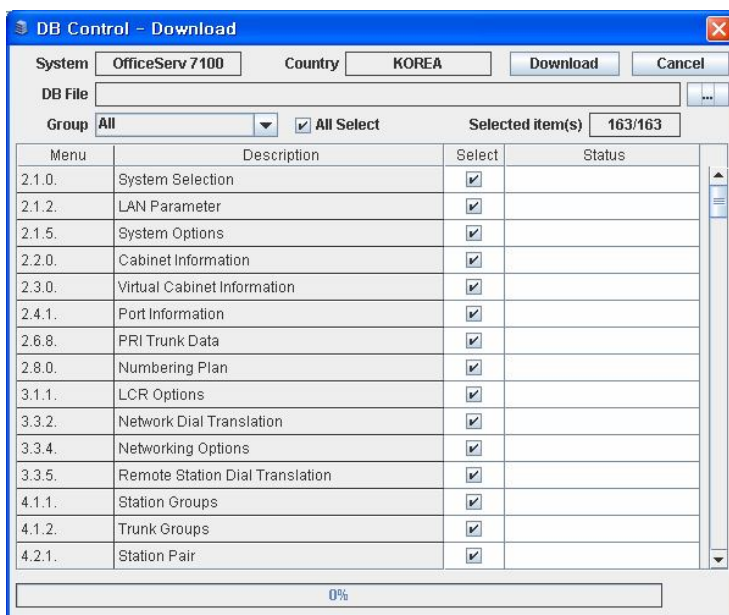 DB Control - Download
System OfficeServ 7100 Country KOREA Download Cancel
DB File ...
Group All All Select Selected item(s) 163/163
Menu Description Select Status
2.1.0. System Selection
2.1.2. LAN Parameter
2.1.5. System Options
2.2.0. Cabinet Information
2.3.0. Virtual Cabinet Information
2.4.1. Port Information
2.6.8. PRI Trunk Data
2.8.0. Numbering Plan
3.1.1. LCR Options
3.3.2. Network Dial Translation
3.3.4. Networking Options
3.3.5. Remote Station Dial Translation
4.1.1. Station Groups
4.1.2. Trunk Groups
4.2.1. Station Pair
0%